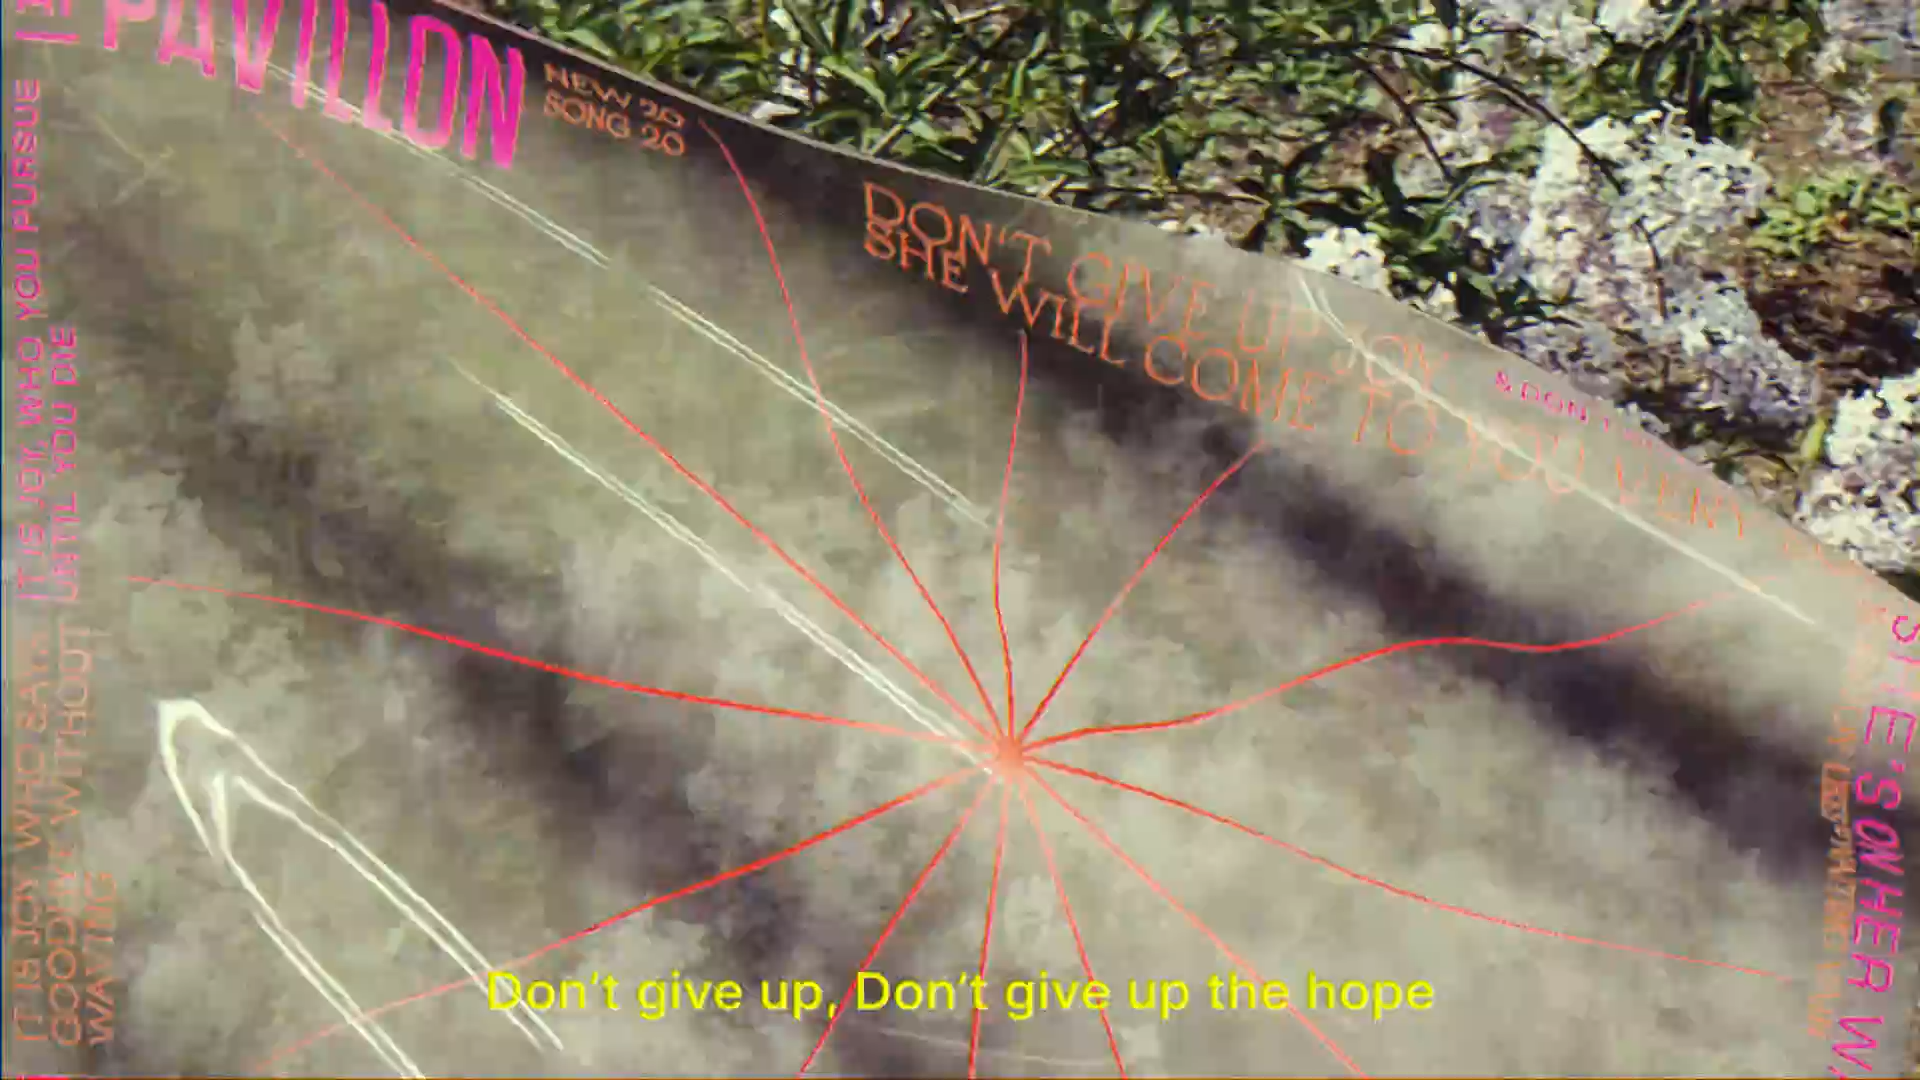 PAVILLON
NEW 20
SONG 20
DON'T GIVE UP JOY
SHE WILL COME TO YOU VERY
& DON'T
IT IS JOY, WHO YOU PURSUE
UNTIL YOU DIE
IT IS JOY WHO SAYS
GOODBYE WITHOUT
WAVING
SHE'S ON HER
Don't give up, Don't give up the hope